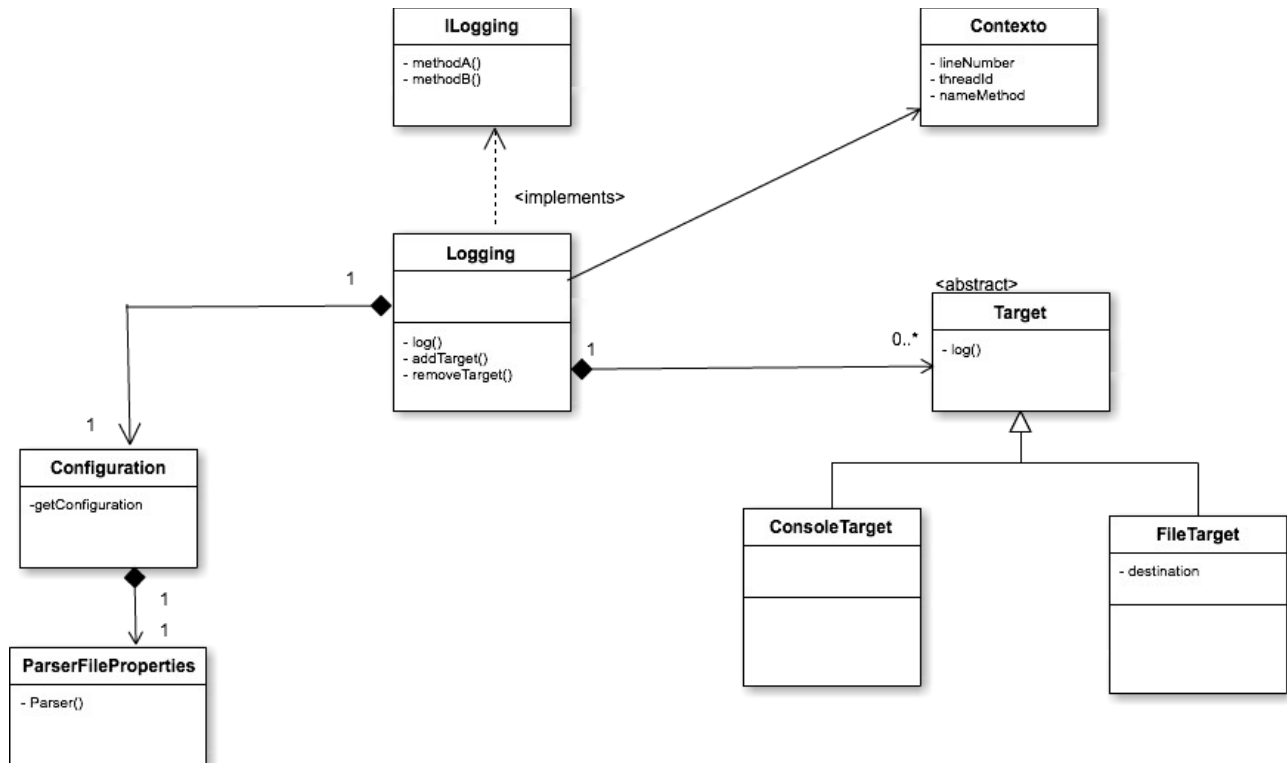 ILogging
- methodA()
- methodB()
Contexto
- lineNumber
- threadId
- nameMethod
<implements>
Logging
- log()
- addTarget()
- removeTarget()
1
1
1
0..*
<abstract>
Target
- log()
Configuration
-getConfiguration
1
1
ParserFileProperties
- Parser()
ConsoleTarget
FileTarget
- destination